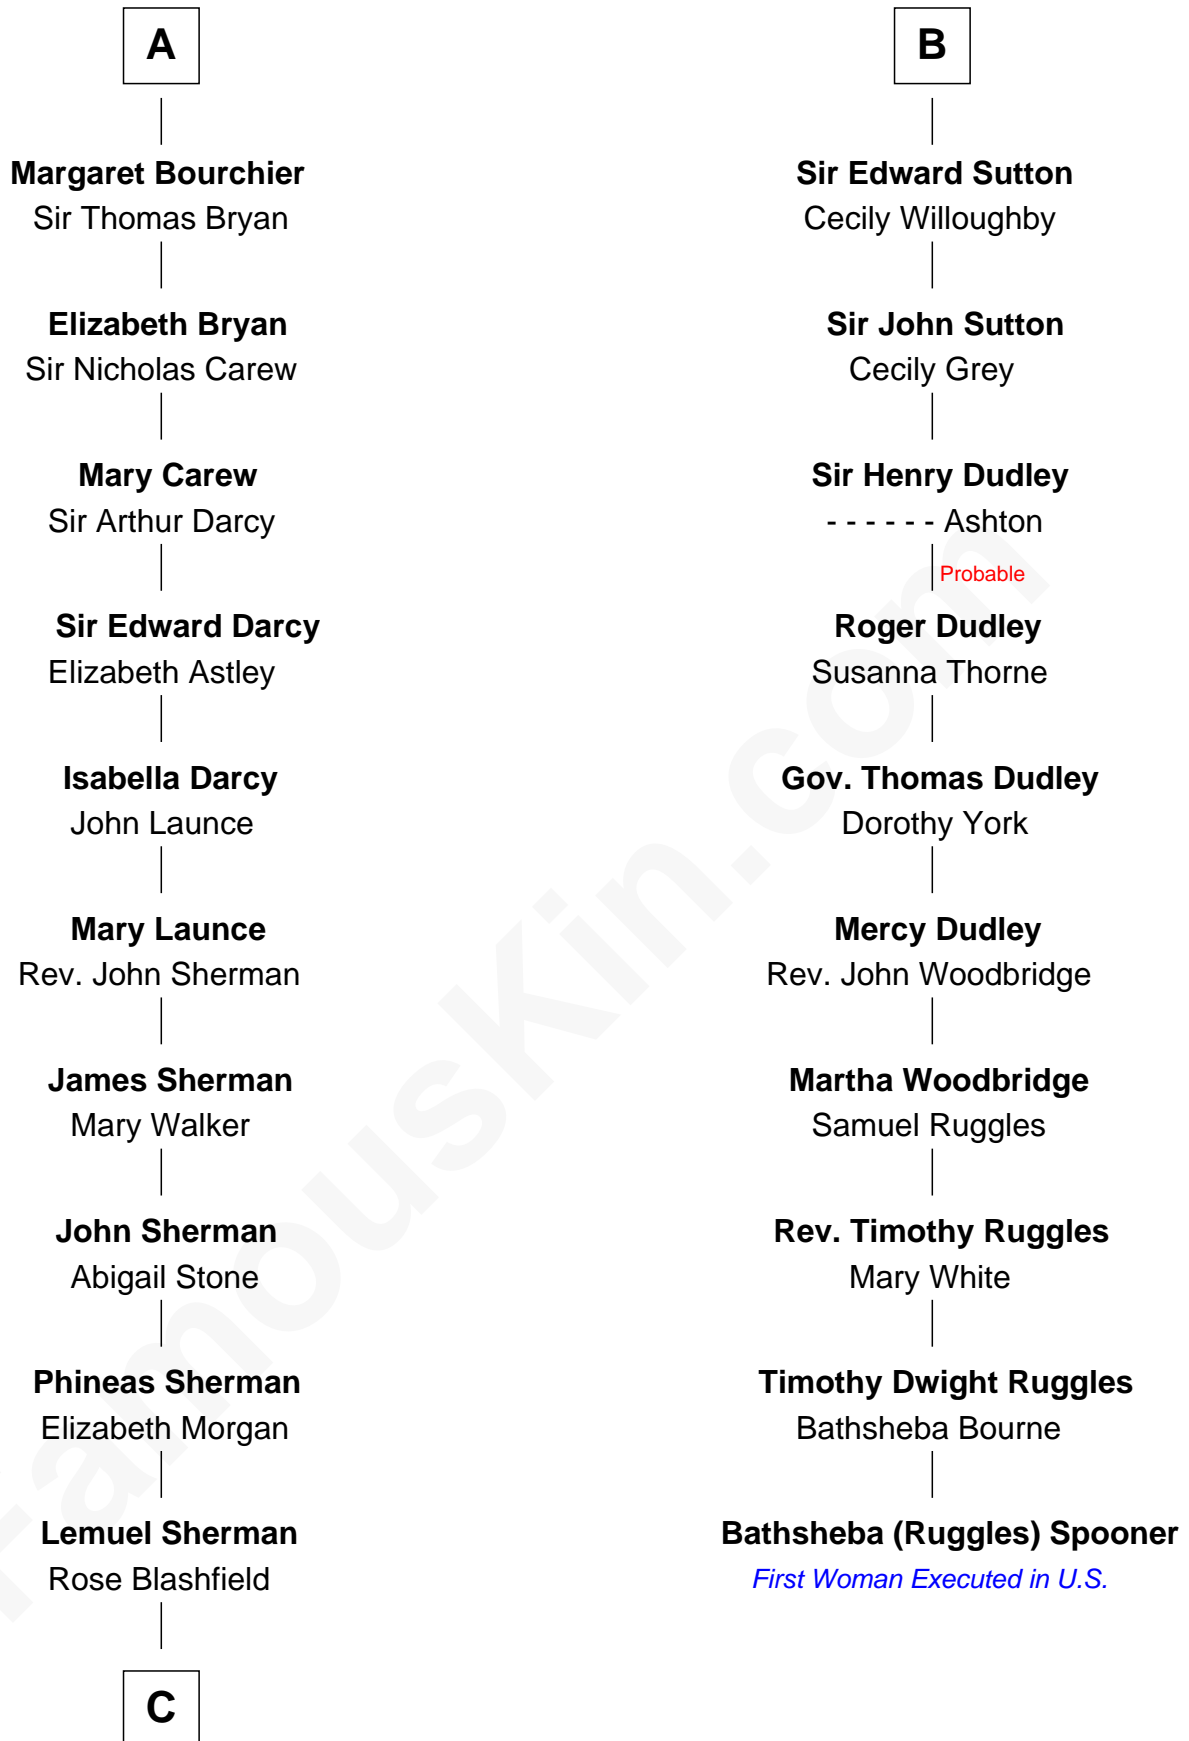 A
Margaret Bourchier
Sir Thomas Bryan
Elizabeth Bryan
Sir Nicholas Carew
Mary Carew
Sir Arthur Darcy
Sir Edward Darcy
Elizabeth Astley
Isabella Darcy
John Launce
Mary Launce
Rev. John Sherman
James Sherman
Mary Walker
John Sherman
Abigail Stone
Phineas Sherman
Elizabeth Morgan
Lemuel Sherman
Rose Blashfield
C
B
Sir Edward Sutton
Cecily Willoughby
Sir John Sutton
Cecily Grey
Sir Henry Dudley
- - - - - - Ashton
Probable
Roger Dudley
Susanna Thorne
Gov. Thomas Dudley
Dorothy York
Mercy Dudley
Rev. John Woodbridge
Martha Woodbridge
Samuel Ruggles
Rev. Timothy Ruggles
Mary White
Timothy Dwight Ruggles
Bathsheba Bourne
Bathsheba (Ruggles) Spooner
First Woman Executed in U.S.
FamousKin.com